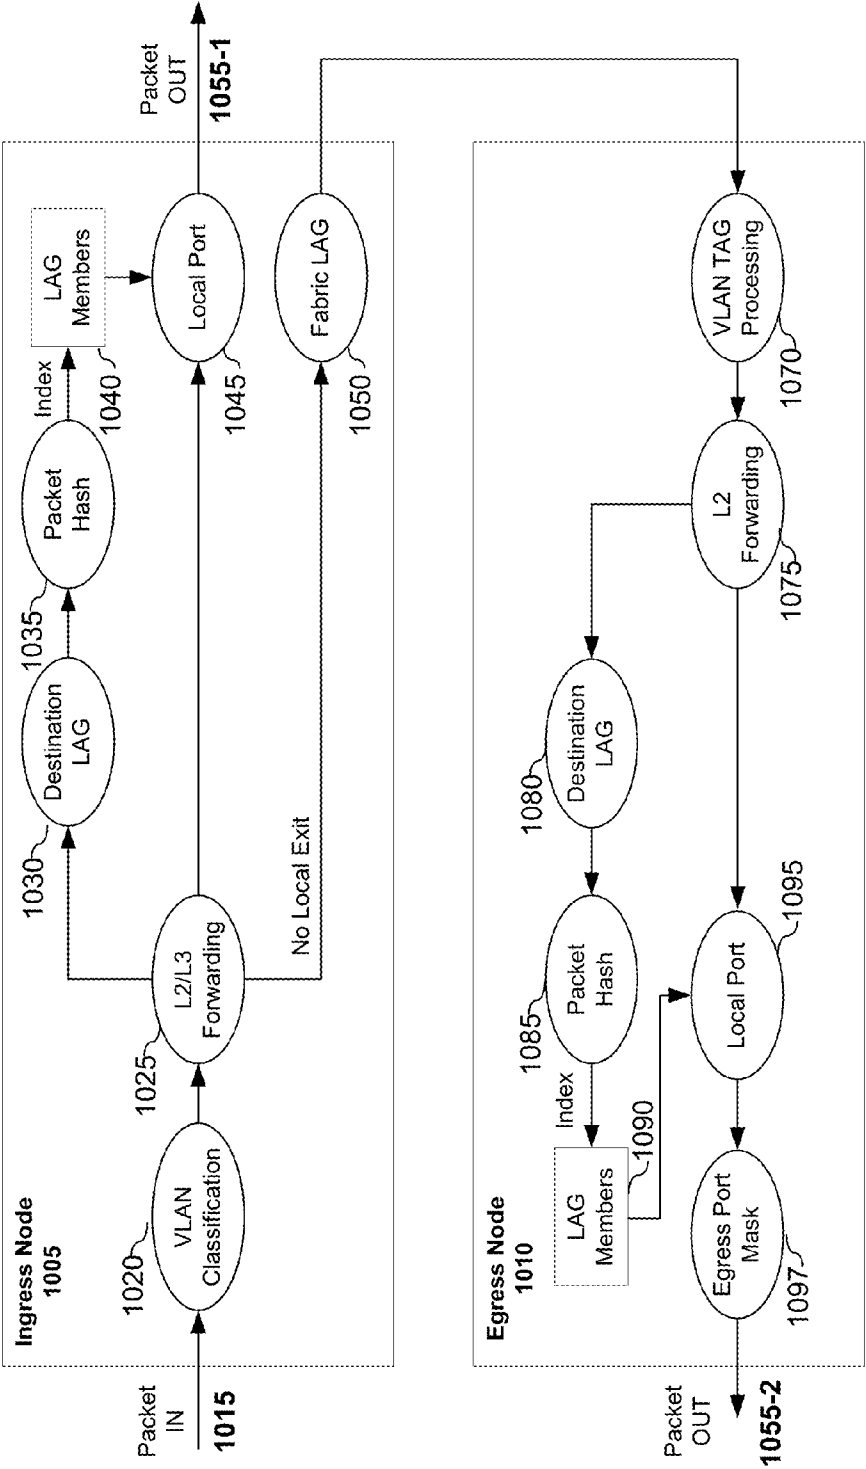 Ingress Node
1005
Packet
IN
1015
VLAN
Classification
1020
L2/L3
Forwarding
1025
Destination
LAG
1030
Packet
Hash
1035
Index
LAG
Members
1040
Local Port
1045
Packet
OUT
1055-1
No Local Exit
Fabric LAG
1050
Egress Node
1010
VLAN TAG
Processing
1070
L2
Forwarding
1075
Destination
LAG
1080
Packet
Hash
1085
Index
LAG
Members
1090
Local Port
1095
Egress Port
Mask
1097
Packet
OUT
1055-2